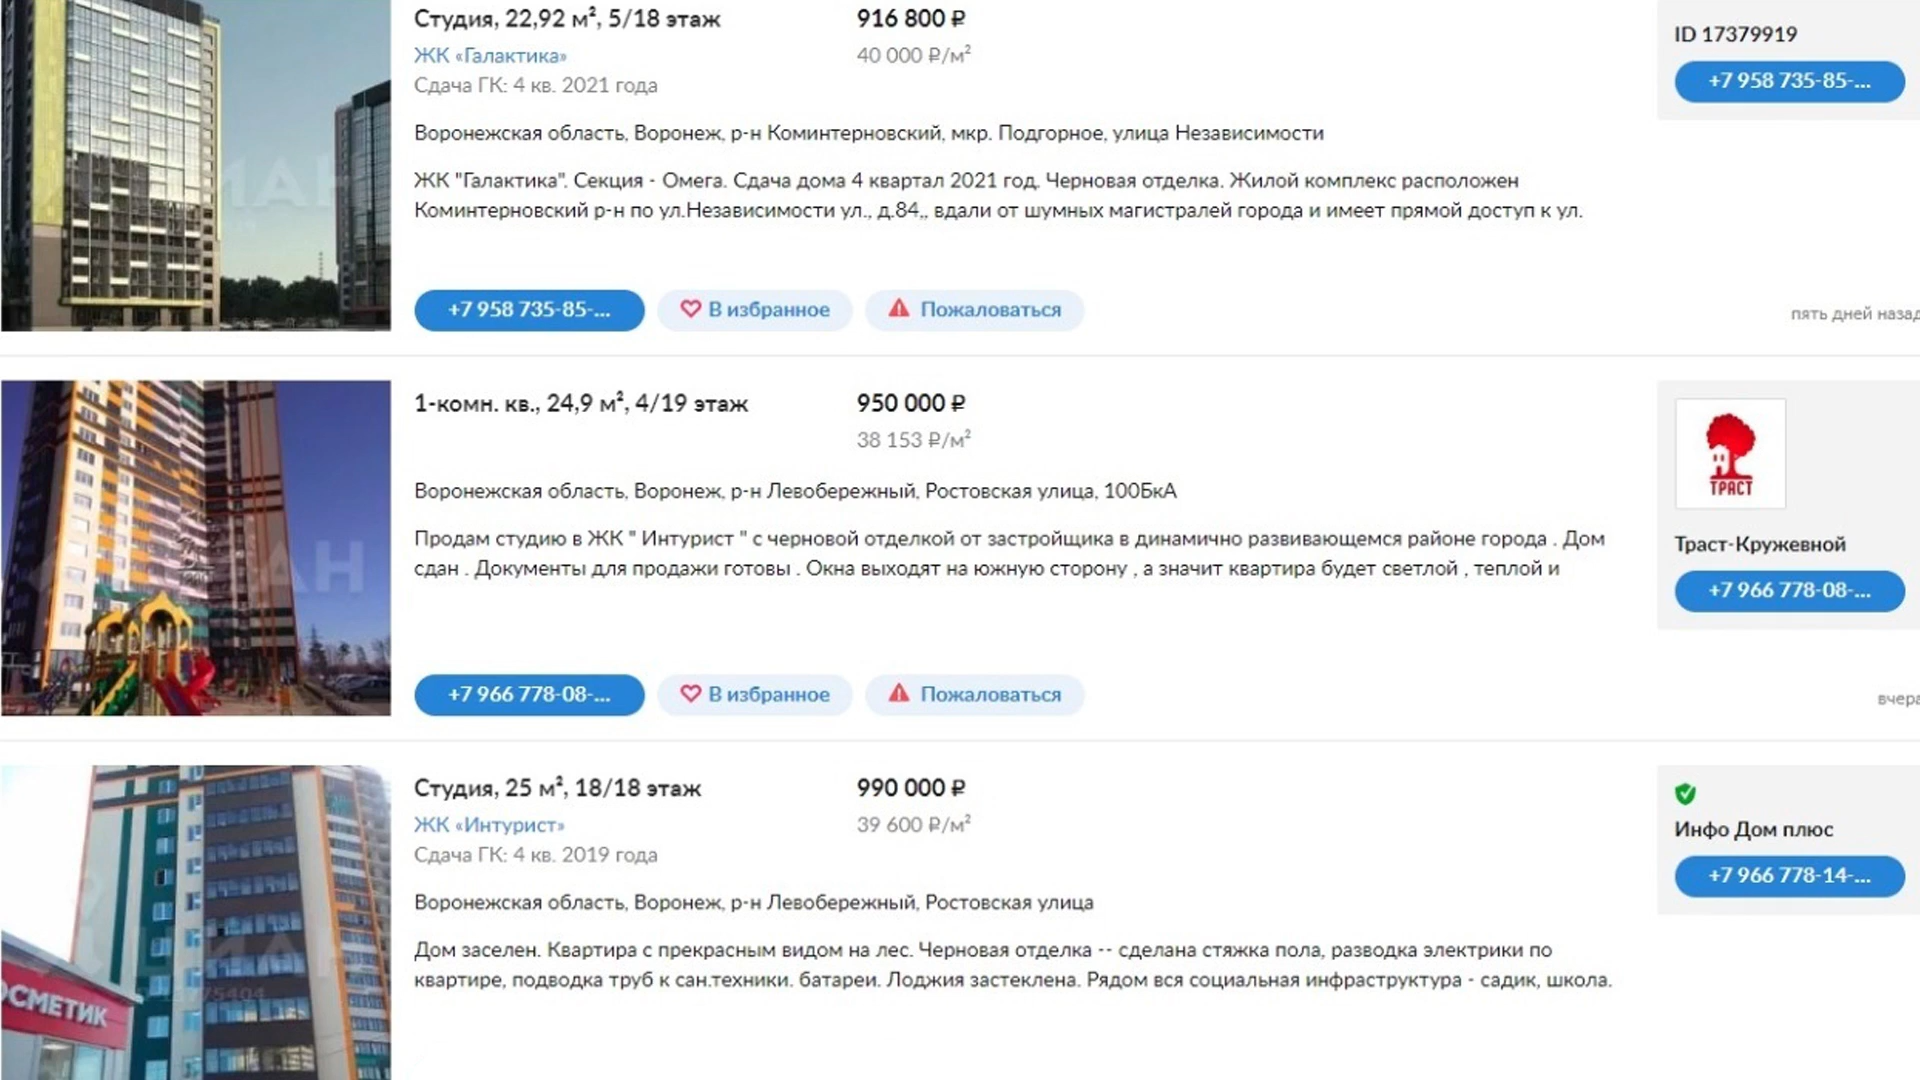 Студия, 22,92 м², 5/18 этаж
916 800 ₽
ЖК «Галактика»
40 000 ₽/м²
Сдача ГК: 4 кв. 2021 года
Воронежская область, Воронеж, р-н Коминтерновский, мкр. Подгорное, улица Независимости
ЖК "Галактика". Секция - Омега. Сдача дома 4 квартал 2021 год. Черновая отделка. Жилой комплекс расположен
Коминтерновский р-н по ул.Независимости ул., д.84,, вдали от шумных магистралей города и имеет прямой доступ к ул.
+7 958 735-85-...
В избранное
Пожаловаться
ID 17379919
+7 958 735-85-...
пять дней назад
1-комн. кв., 24,9 м², 4/19 этаж
950 000 ₽
38 153 ₽/м²
Воронежская область, Воронеж, р-н Левобережный, Ростовская улица, 100БкА
Продам студию в ЖК " Интурист " с черновой отделкой от застройщика в динамично развивающемся районе города . Дом
сдан . Документы для продажи готовы . Окна выходят на южную сторону , а значит квартира будет светлой , теплой и
+7 966 778-08-...
В избранное
Пожаловаться
ТРАСТ
Траст-Кружевной
+7 966 778-08-...
вчера
Студия, 25 м², 18/18 этаж
990 000 ₽
ЖК «Интурист»
39 600 ₽/м²
Сдача ГК: 4 кв. 2019 года
Воронежская область, Воронеж, р-н Левобережный, Ростовская улица
Дом заселен. Квартира с прекрасным видом на лес. Черновая отделка -- сделана стяжка пола, разводка электрики по
квартире, подводка труб к сан.техники. батареи. Лоджия застеклена. Рядом вся социальная инфраструктура - садик, школа.
Инфо Дом плюс
+7 966 778-14-...
ОСМЕТИК